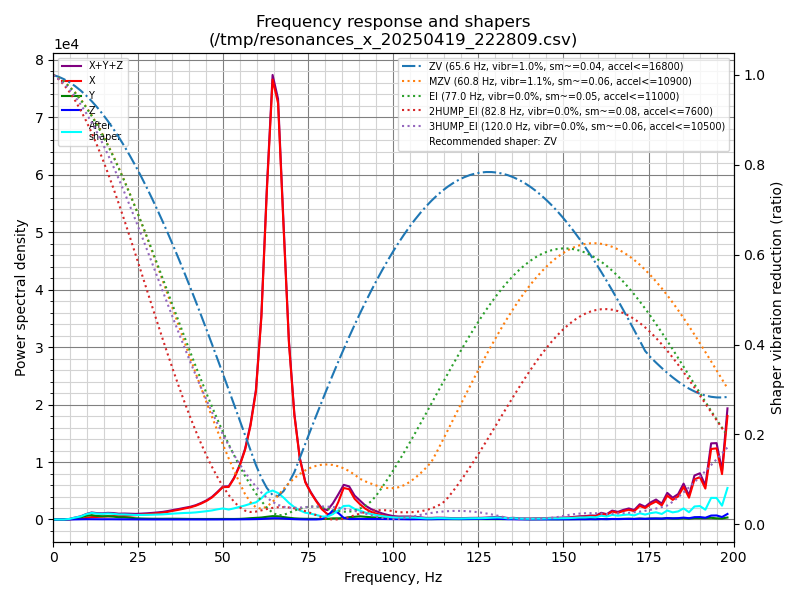 Frequency response and shapers
(/tmp/resonances_x_20250419_222809.csv)
1e4
X+Y+Z
X
Y
Z
After
shaper
ZV (65.6 Hz, vibr=1.0%, sm~=0.04, accel<=16800)
MZV (60.8 Hz, vibr=1.1%, sm~=0.06, accel<=10900)
EI (77.0 Hz, vibr=0.0%, sm~=0.05, accel<=11000)
2HUMP_EI (82.8 Hz, vibr=0.0%, sm~=0.08, accel<=7600)
3HUMP_EI (120.0 Hz, vibr=0.0%, sm~=0.06, accel<=10500)
Recommended shaper: ZV
8
7
6
5
4
3
2
1
0
Power spectral density
1.0
0.8
0.6
0.4
0.2
0.0
Shaper vibration reduction (ratio)
0
25
50
75
100
125
150
175
200
Frequency, Hz